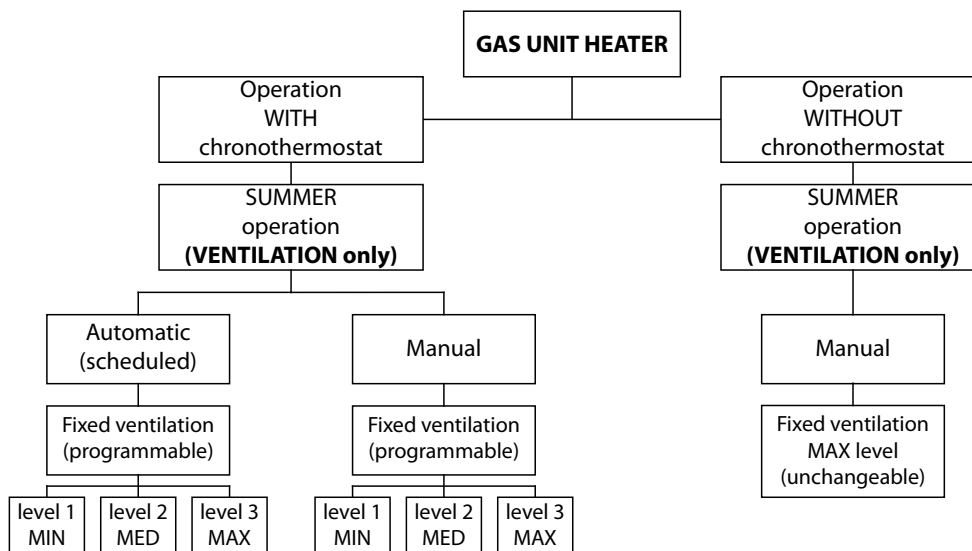 GAS UNIT HEATER
Operation
WITH
chronothermostat
Operation
WITHOUT
chronothermostat
SUMMER
operation
(VENTILATION only)
SUMMER
operation
(VENTILATION only)
Automatic
(scheduled)
Manual
Manual
Fixed ventilation
(programmable)
Fixed ventilation
(programmable)
Fixed ventilation
MAX level
(unchangeable)
level 1
MIN
level 2
MED
level 3
MAX
level 1
MIN
level 2
MED
level 3
MAX